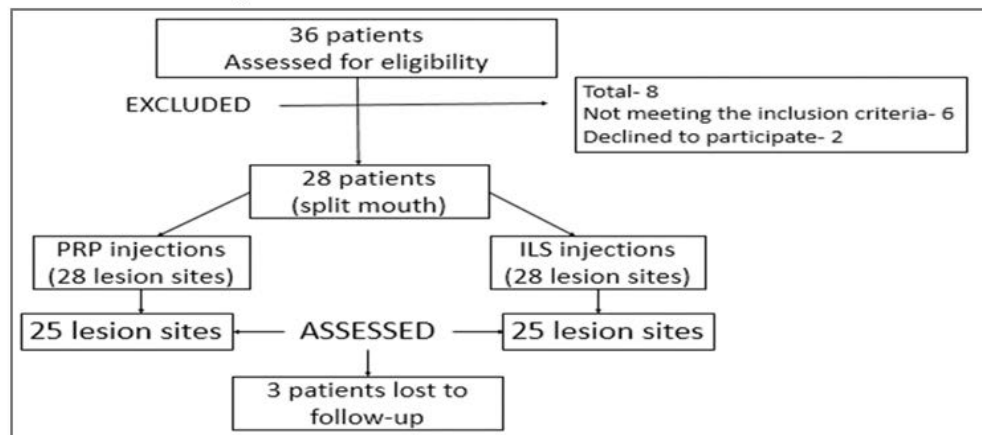 36 patients
Assessed for eligibility
EXCLUDED
Total- 8
Not meeting the inclusion criteria- 6
Declined to participate- 2
28 patients
(split mouth)
PRP injections
(28 lesion sites)
ILS injections
(28 lesion sites)
25 lesion sites
ASSESSED
25 lesion sites
3 patients lost to
follow-up